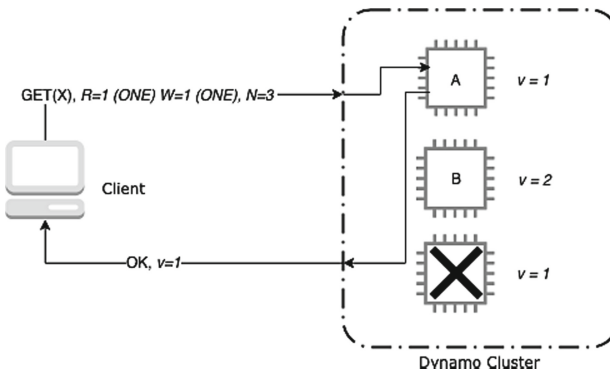 GET(X), R=1 (ONE) W=1 (ONE), N=3
A
v = 1
B
v = 2
Client
OK, v=1
v = 1
Dynamo Cluster